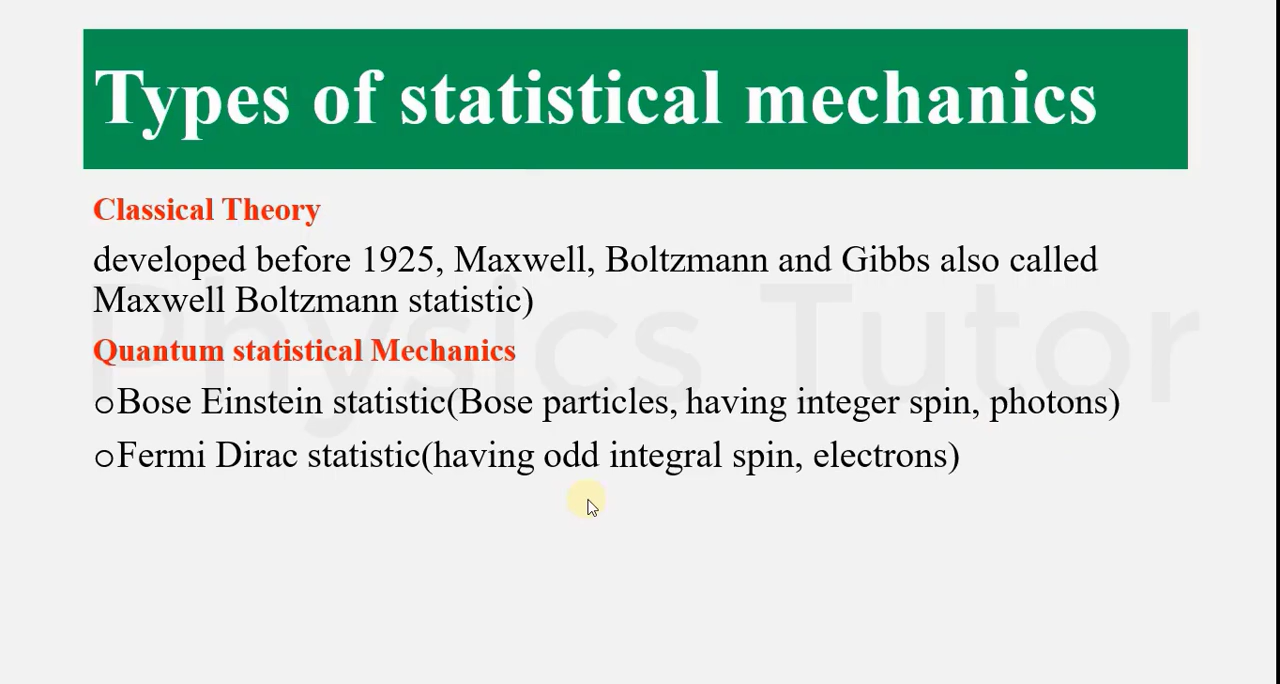 Types of statistical mechanics
Classical Theory
developed before 1925, Maxwell, Boltzmann and Gibbs also called
Maxwell Boltzmann statistic)
Quantum statistical Mechanics
oBose Einstein statistic(Bose particles, having integer spin, photons)
oFermi Dirac statistic(having odd integral spin, electrons)
Physics Tutor